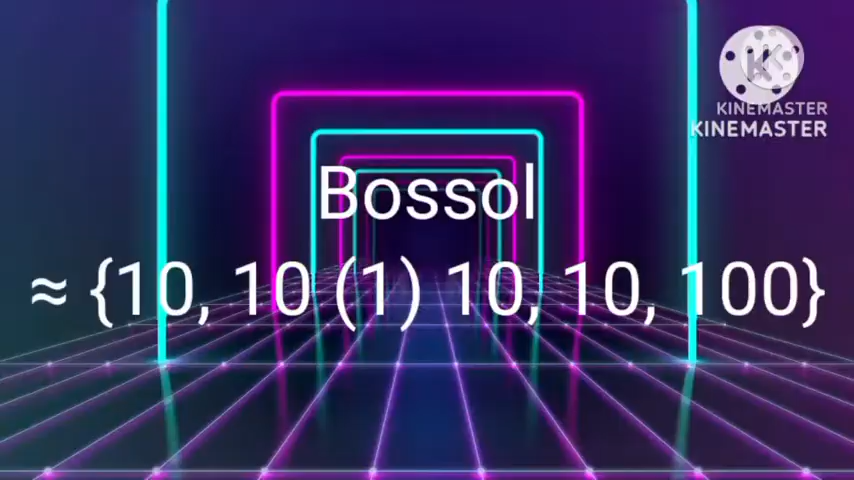 KINEMASTER
KINEMASTER
Bossol
≈ {10, 10 (1) 10, 10, 100}